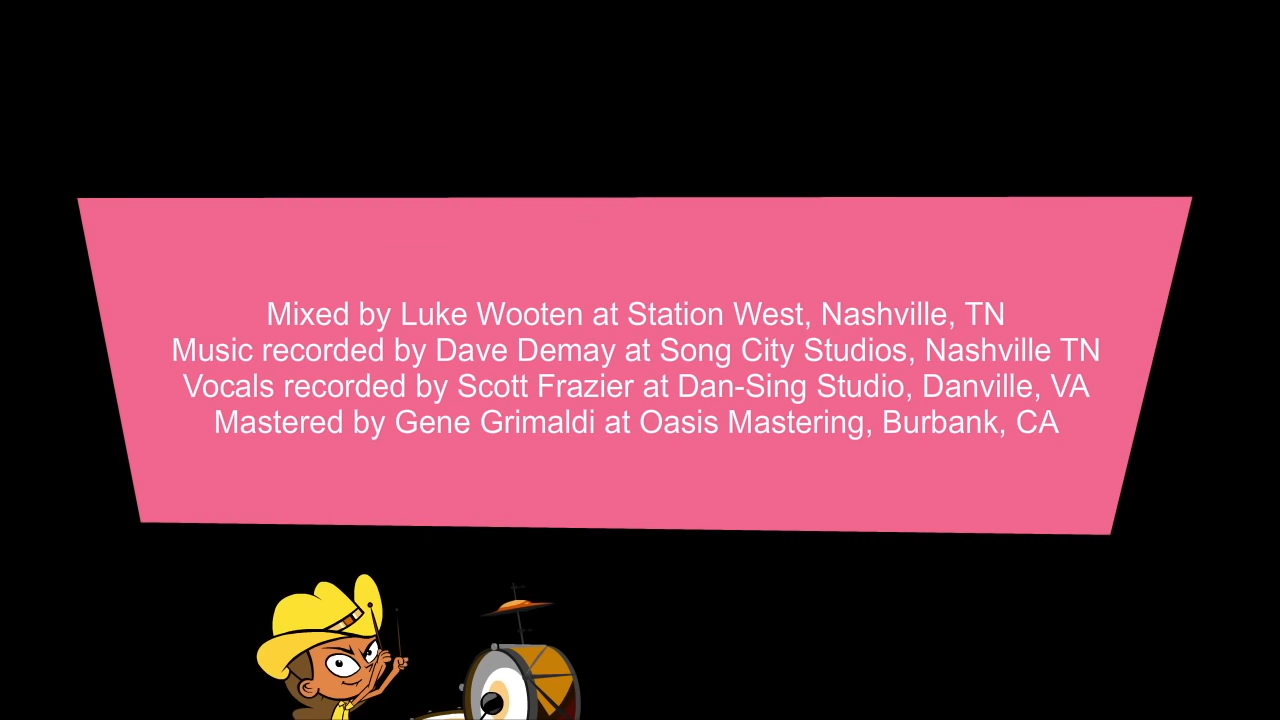 Mixed by Luke Wooten at Station West, Nashville, TN
Music recorded by Dave Demay at Song City Studios, Nashville TN
Vocals recorded by Scott Frazier at Dan-Sing Studio, Danville, VA
Mastered by Gene Grimaldi at Oasis Mastering, Burbank, CA